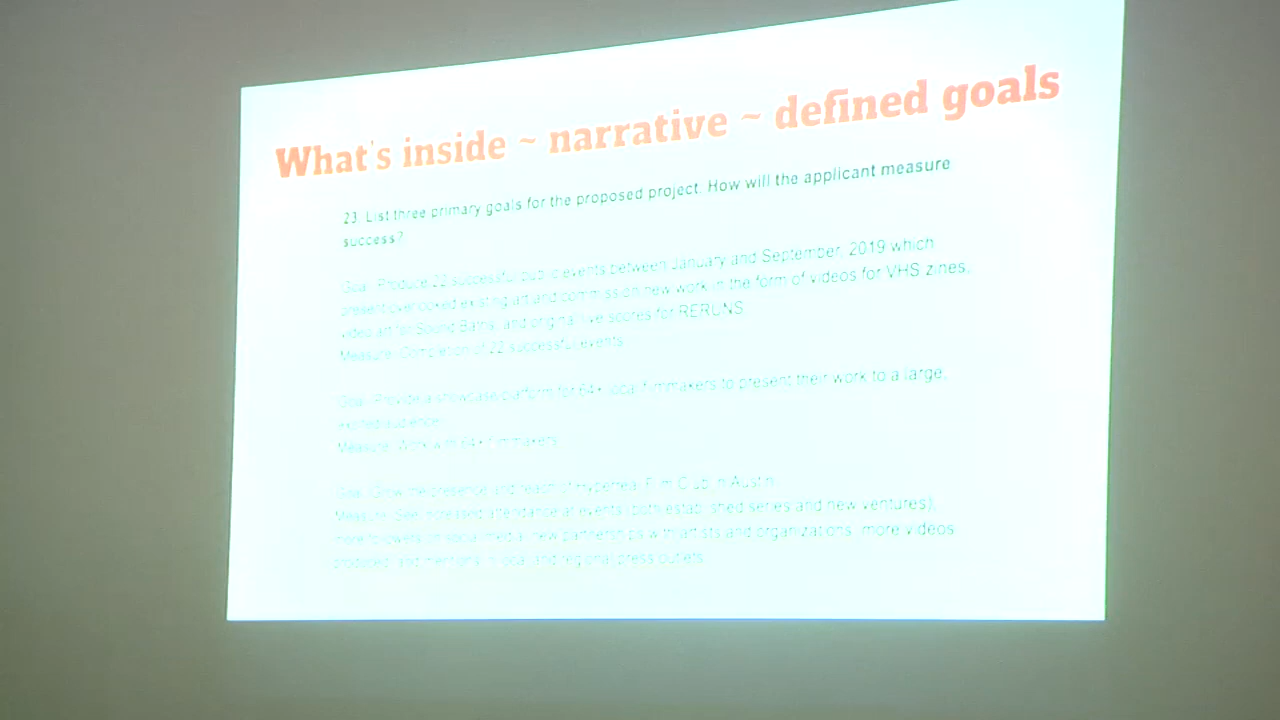 What's inside ~ narrative ~ defined goals
23. List three primary goals for the proposed project. How will the applicant measure
success?
Goal: Produce 22 successful public events between January and September, 2019 which
present overlooked existing art and commission new work in the form of videos for VHS zines,
video art for Sound Baths, and original live scores for RERUNS.
Measure: Completion of 22 successful events.
Goal: Provide a showcase platform for 64+ local filmmakers to present their work to a large,
excited audience.
Measure: Work with 64+ filmmakers
Goal: Grow the presence and reach of Hyperreal Film Club in Austin.
Measure: See increased attendance at events (both established series and new ventures),
more followers on social media, new partnerships with artists and organizations, more videos
produced, and mentions in local and regional press outlets.